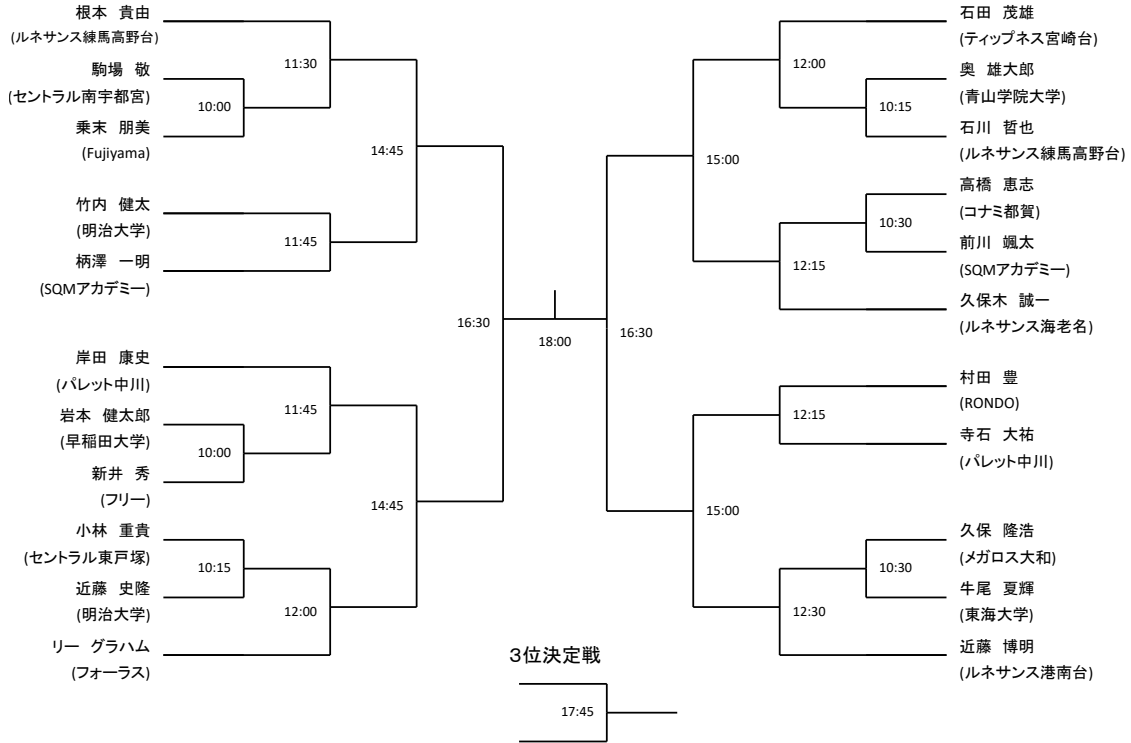 根本 貴由
(ルネサンス練馬高野台)
11:30
駒場 敬
(セントラル南宇都宮)
10:00
乗末 朋美
(Fujiyama)
14:45
竹内 健太
(明治大学)
11:45
柄澤 一明
(SQMアカデミー)
16:30
岸田 康史
(パレット中川)
11:45
岩本 健太郎
(早稲田大学)
10:00
新井 秀
(フリー)
14:45
小林 重貴
(セントラル東戸塚)
10:15
近藤 史隆
(明治大学)
12:00
リー グラハム
(フォーラス)
18:00
石田 茂雄
(ティップネス宮崎台)
12:00
奥 雄大郎
(青山学院大学)
10:15
石川 哲也
(ルネサンス練馬高野台)
15:00
高橋 恵志
(コナミ都賀)
10:30
前川 颯太
(SQMアカデミー)
12:15
久保木 誠一
(ルネサンス海老名)
16:30
村田 豊
(RONDO)
12:15
寺石 大祐
(パレット中川)
15:00
久保 隆浩
(メガロス大和)
10:30
牛尾 夏輝
(東海大学)
12:30
近藤 博明
(ルネサンス港南台)
3位決定戦
17:45